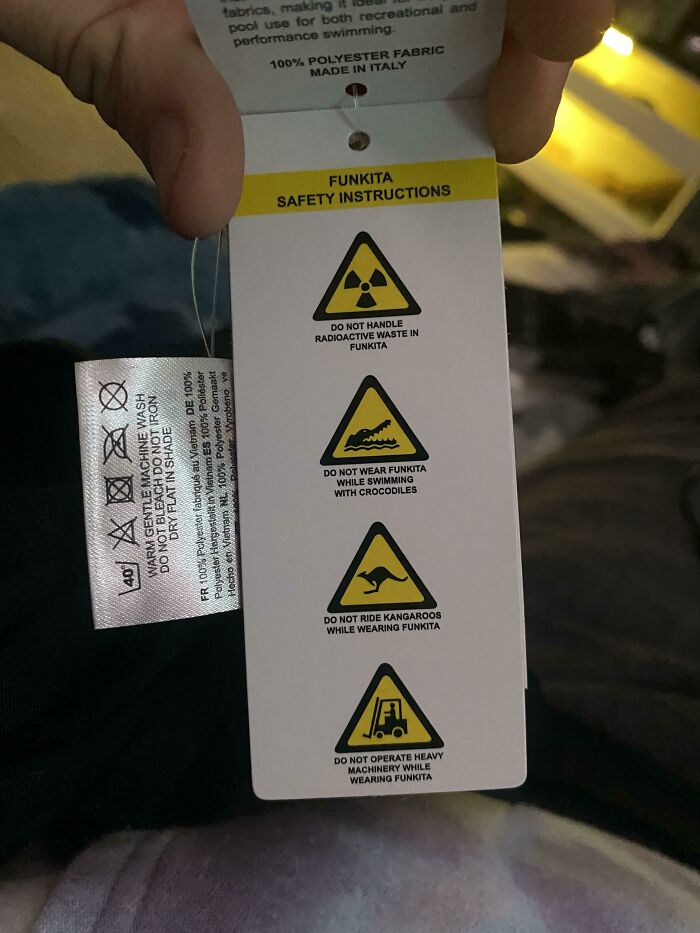 fabrics, making it ideal for
pool use for both recreational and
performance swimming.
100% POLYESTER FABRIC
MADE IN ITALY
FUNKITA
SAFETY INSTRUCTIONS
DO NOT HANDLE
RADIOACTIVE WASTE IN
FUNKITA
DO NOT WEAR FUNKITA
WHILE SWIMMING
WITH CROCODILES
DO NOT RIDE KANGAROOS
WHILE WEARING FUNKITA
DO NOT OPERATE HEAVY
MACHINERY WHILE
WEARING FUNKITA
40°
WARM GENTLE MACHINE WASH
DO NOT BLEACH DO NOT IRON
DRY FLAT IN SHADE
FR 100% Polyester fabriqué au Vietnam DE 100%
Polyester Hergestellt in Vietnam ES 100% Poliéster
Hecho en Vietnam NL 100% Polyester Gemaakt
Vyrobeno ve